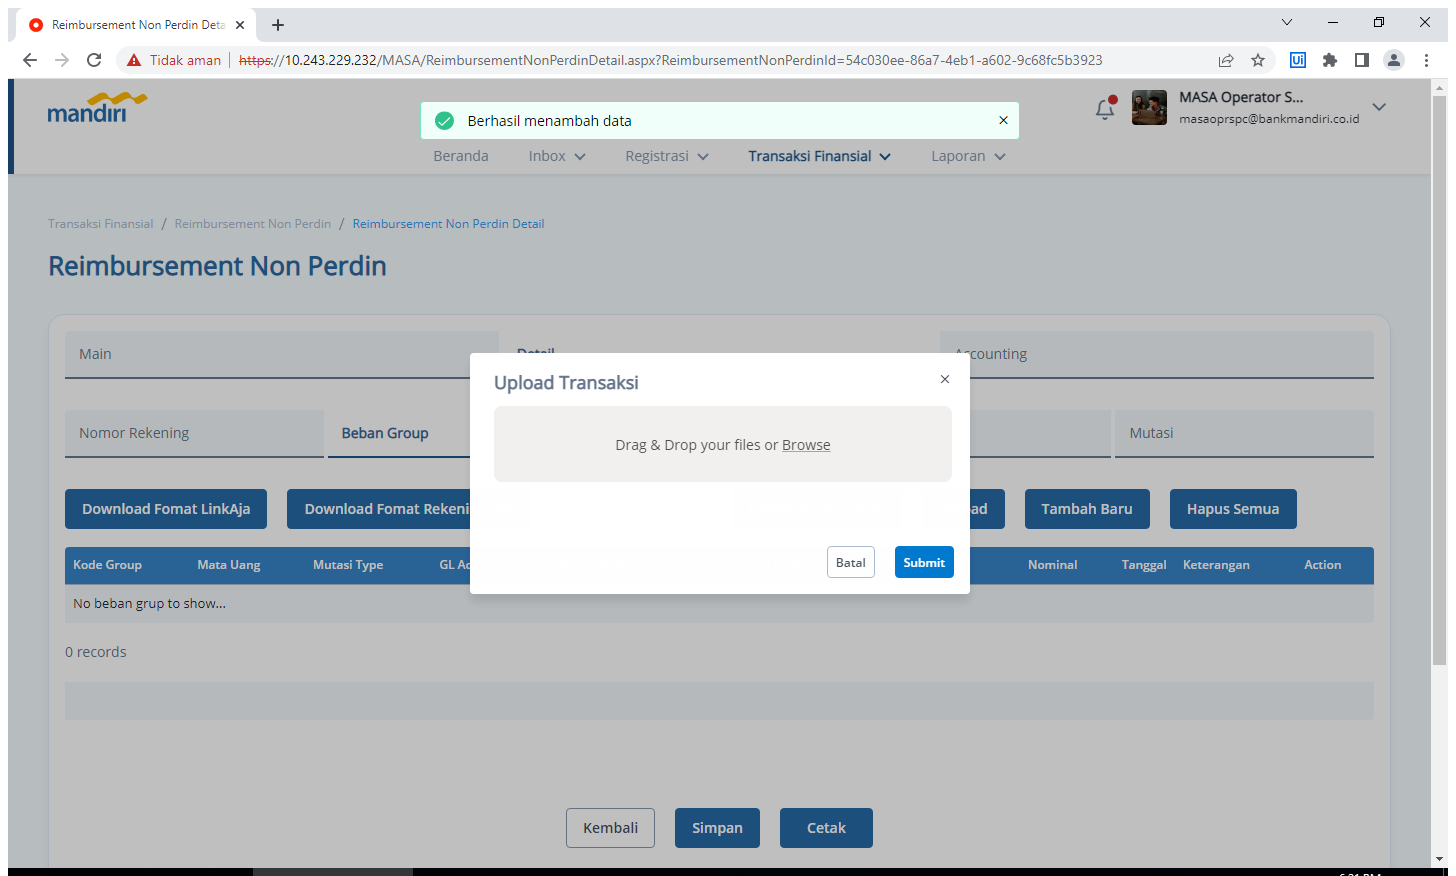 Reimbursement Non Perdin Deta
Tidak aman
https://10.243.229.232/MASA/ReimbursementNonPerdinDetail.aspx?ReimbursementNonPerdinId=54c030ee-86a7-4eb1-a602-9c68fc5b3923
Ui
mandiri
Berhasil menambah data
MASA Operator S...
masaoprspc@bankmandiri.co.id
Beranda
Inbox
Registrasi
Transaksi Finansial
Laporan
Transaksi Finansial / Reimbursement Non Perdin / Reimbursement Non Perdin Detail
Reimbursement Non Perdin
Main
Detail
Accounting
Upload Transaksi
Drag & Drop your files or Browse
Batal
Submit
Nomor Rekening
Beban Group
Mutasi
Download Fomat LinkAja
Download Fomat Rekeni
ad
Tambah Baru
Hapus Semua
Kode Group
Mata Uang
Mutasi Type
GL Ac
Nominal
Tanggal
Keterangan
Action
No beban grup to show...
0 records
Kembali
Simpan
Cetak